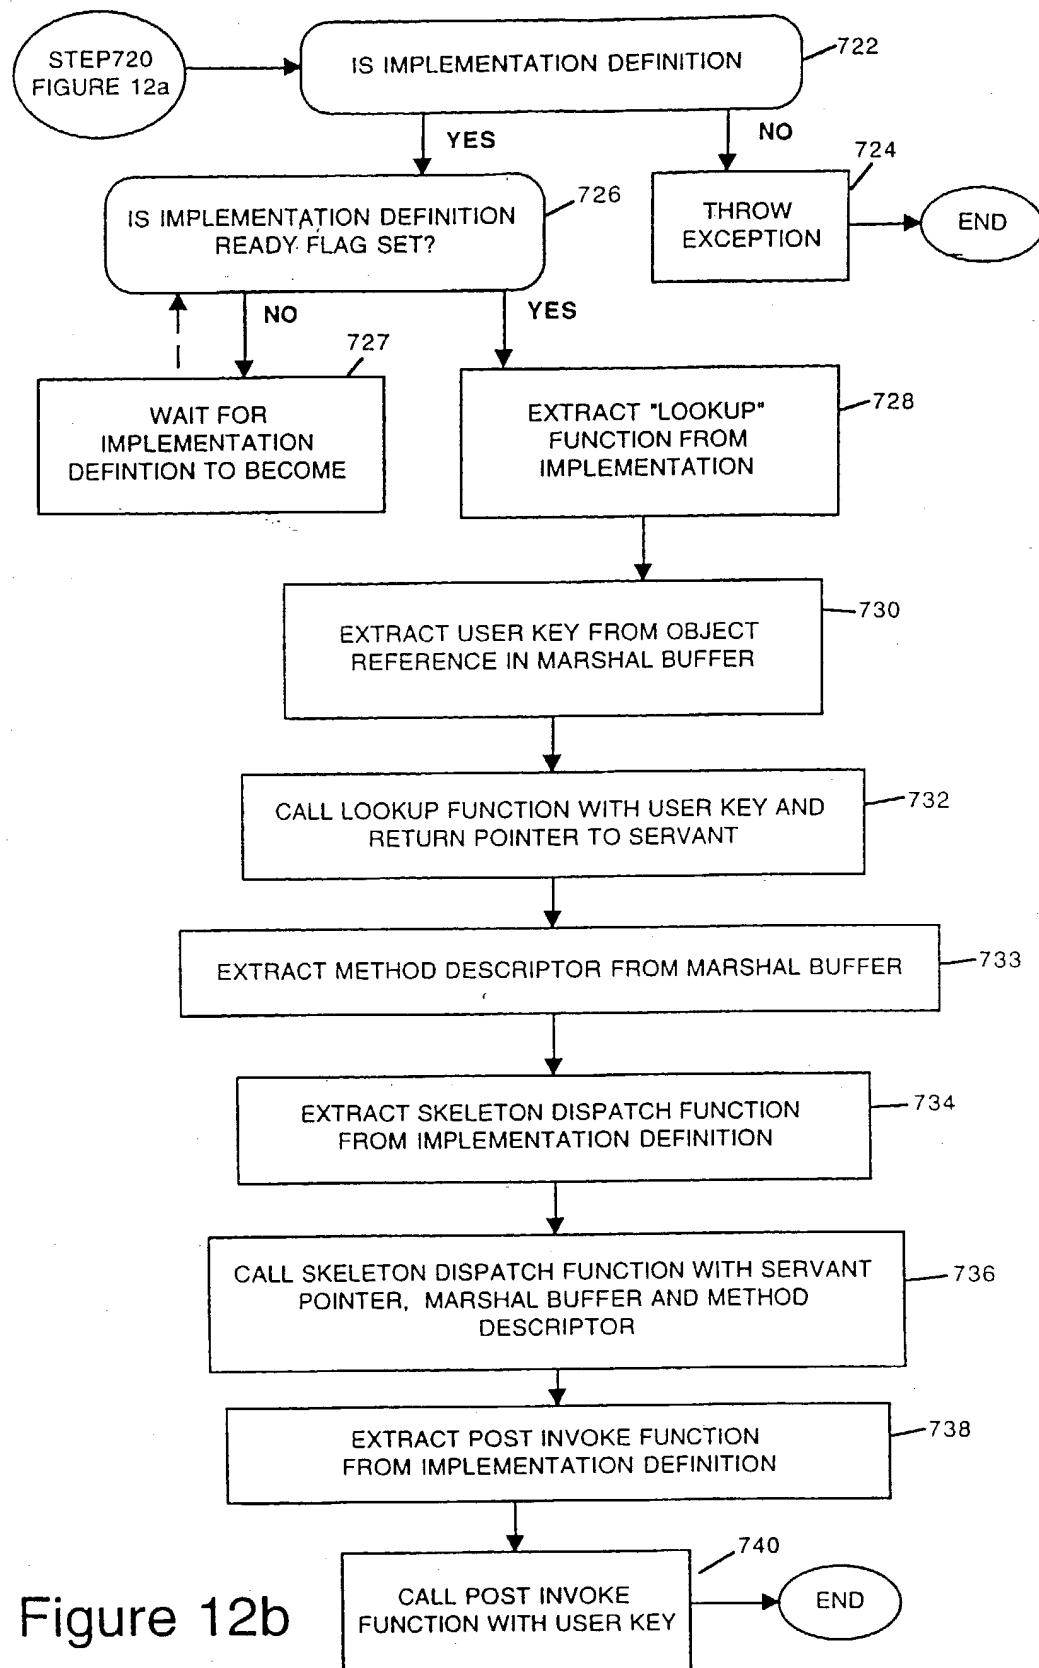 STEP720
FIGURE 12a
IS IMPLEMENTATION DEFINITION
722
YES
NO
724
THROW
EXCEPTION
END
IS IMPLEMENTATION DEFINITION
READY FLAG SET?
726
NO
YES
727
WAIT FOR
IMPLEMENTATION
DEFINTION TO BECOME
EXTRACT "LOOKUP"
FUNCTION FROM
IMPLEMENTATION
728
EXTRACT USER KEY FROM OBJECT
REFERENCE IN MARSHAL BUFFER
730
CALL LOOKUP FUNCTION WITH USER KEY AND
RETURN POINTER TO SERVANT
732
EXTRACT METHOD DESCRIPTOR FROM MARSHAL BUFFER
733
EXTRACT SKELETON DISPATCH FUNCTION
FROM IMPLEMENTATION DEFINITION
734
CALL SKELETON DISPATCH FUNCTION WITH SERVANT
POINTER, MARSHAL BUFFER AND METHOD
DESCRIPTOR
736
EXTRACT POST INVOKE FUNCTION
FROM IMPLEMENTATION DEFINITION
738
CALL POST INVOKE
FUNCTION WITH USER KEY
740
END
Figure 12b